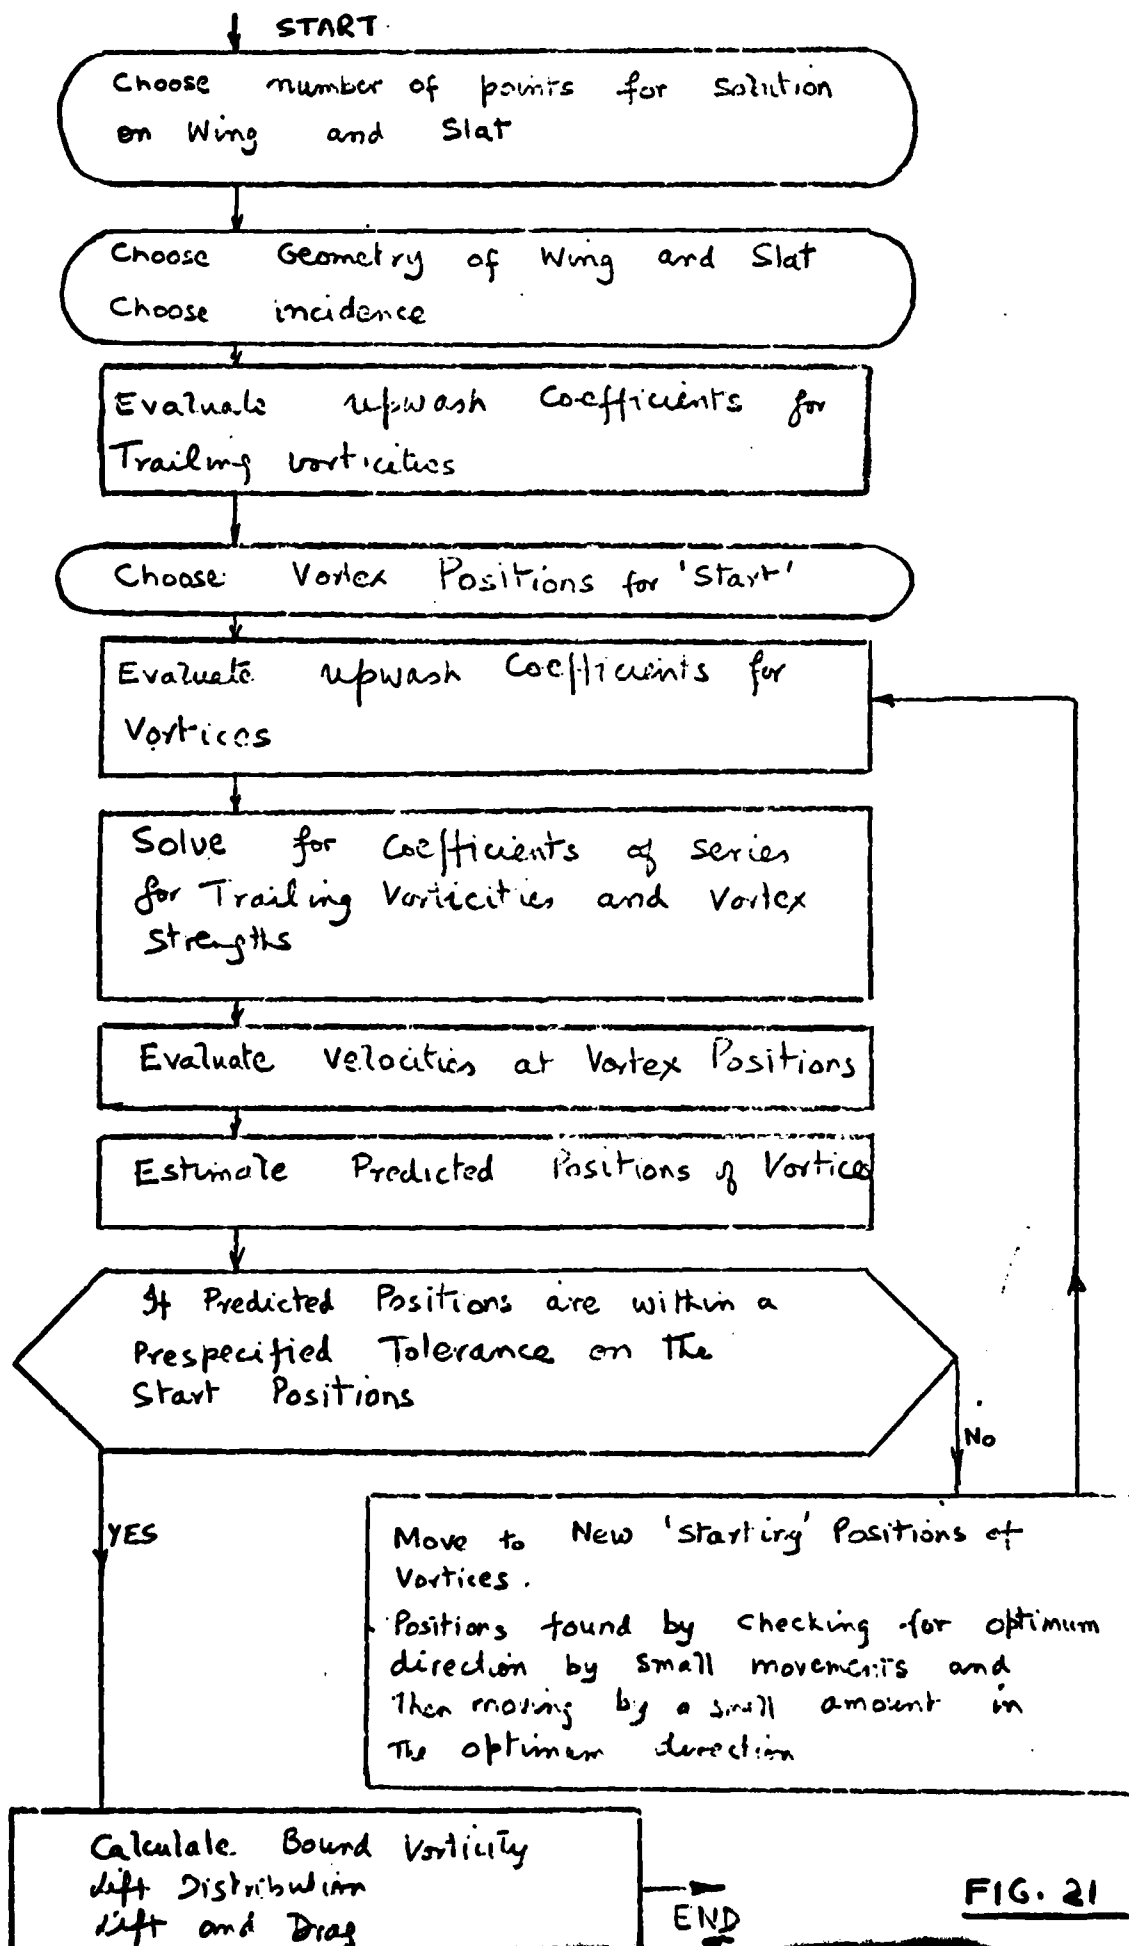 START
Choose number of points for solution
on Wing and Slat
Choose Geometry of Wing and Slat
Choose incidence
Evaluate upwash Coefficients for
Trailing vorticities
Choose Vortex Positions for 'Start'
Evaluate upwash Coefficients for
Vortices
Solve for Coefficients of series
for Trailing Vorticities and Vortex
Strengths
Evaluate Velocities at Vortex Positions
Estimate Predicted Positions of Vortices
If Predicted Positions are within a
Prespecified Tolerance on The
Start Positions
NO
YES
Move to New 'Starting' Positions of
Vortices.
Positions found by checking for optimum
direction by small movements and
Then moving by a small amount in
The optimum direction
Calculate Bound Vorticity
Lift Distribution
Lift and Drag
END
FIG. 21